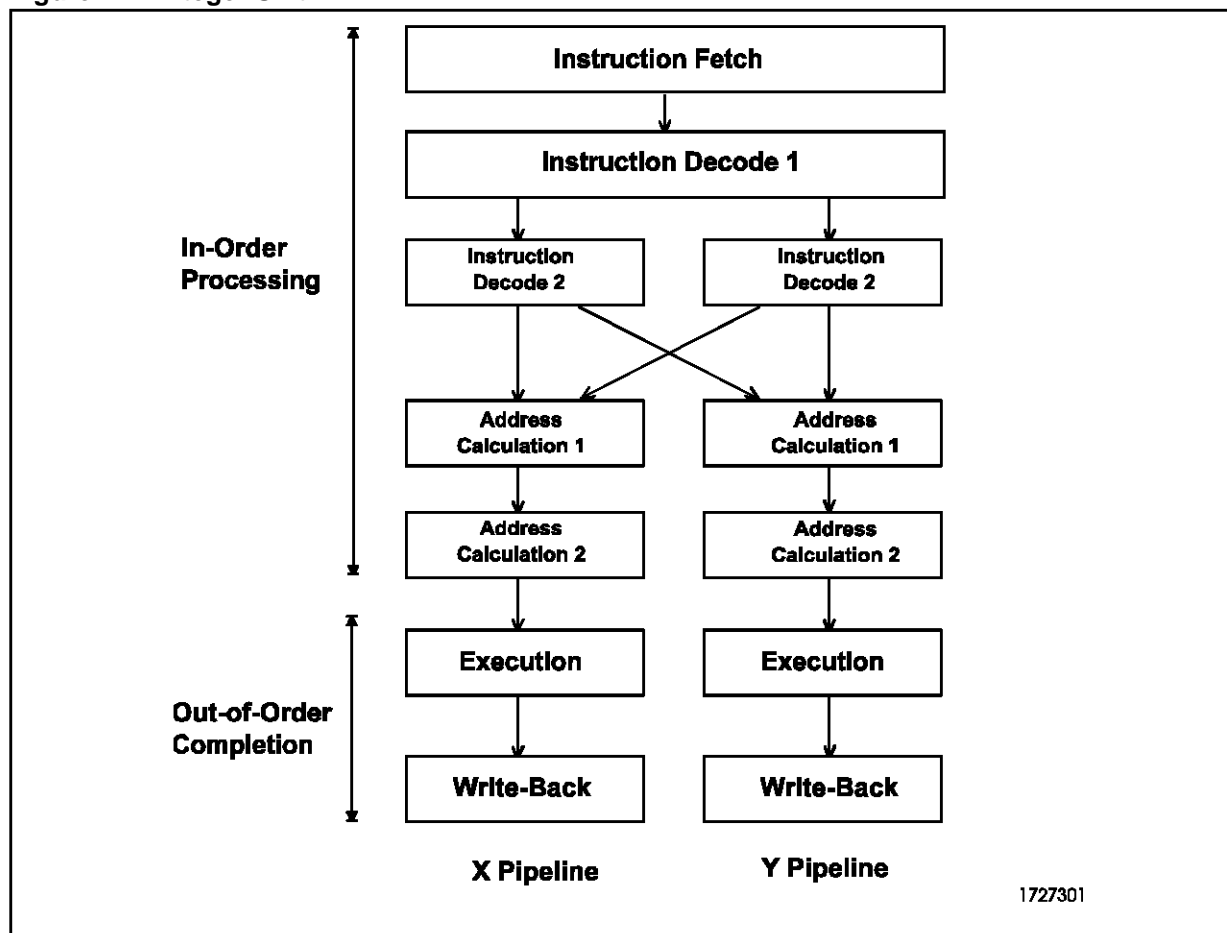 Instruction Fetch
Instruction Decode 1
In-Order
Processing
Instruction
Decode 2
Instruction
Decode 2
Address
Calculation 1
Address
Calculation 1
Address
Calculation 2
Address
Calculation 2
Execution
Execution
Out-of-Order
Completion
Write-Back
Write-Back
X Pipeline
Y Pipeline
1727301